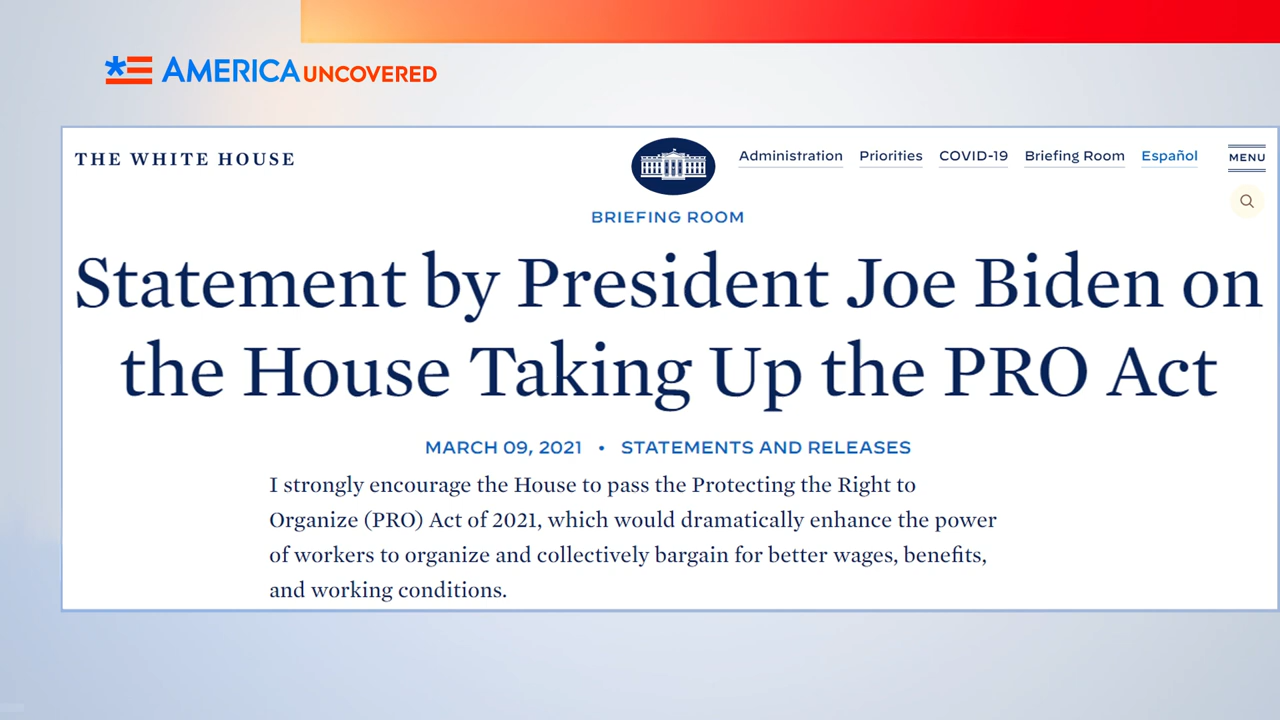 AMERICA UNCOVERED
THE WHITE HOUSE
Administration Priorities COVID-19 Briefing Room Español MENU
BRIEFING ROOM
Statement by President Joe Biden on
the House Taking Up the PRO Act
MARCH 09, 2021 • STATEMENTS AND RELEASES
I strongly encourage the House to pass the Protecting the Right to
Organize (PRO) Act of 2021, which would dramatically enhance the power
of workers to organize and collectively bargain for better wages, benefits,
and working conditions.